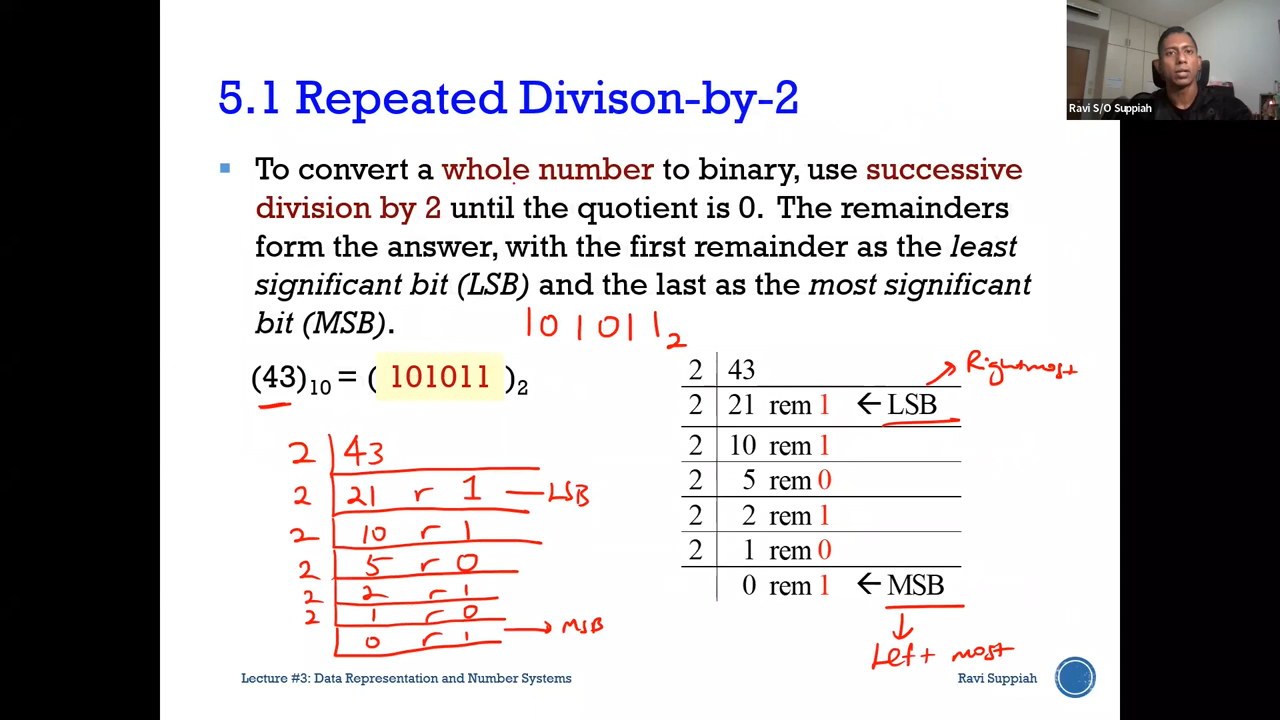 Ravi S/O Suppiah
5.1 Repeated Divison-by-2
To convert a whole number to binary, use successive
division by 2 until the quotient is 0. The remainders
form the answer, with the first remainder as the least
significant bit (LSB) and the last as the most significant
bit (MSB).
101011₂
(43)₁₀ = ( 101011 )₂
2 43
2 21 r 1 — LSB
2 10 r 1
2 5 r 0
2 2 r 1
2 1 r 0
0 r 1 → MSB
2 43
Rightmost
2 21 rem 1 ← LSB
2 10 rem 1
2 5 rem 0
2 2 rem 1
2 1 rem 0
0 rem 1 ← MSB
Left most
Lecture #3: Data Representation and Number Systems
Ravi Suppiah